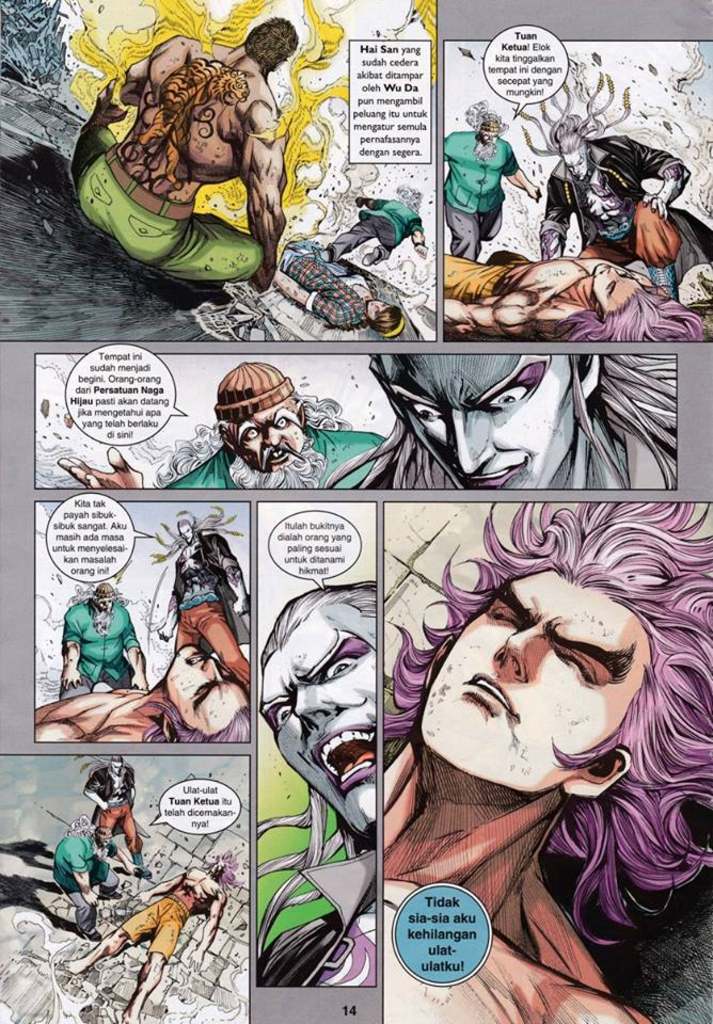 Hai San yang
sudah cedera
akibat ditampar
oleh Wu Da
pun mengambil
peluang itu untuk
mengatur semula
pernafasannya
dengan segera.
Tuan
Ketua! Elok
kita tinggalkan
tempat ini dengan
secepat yang
mungkin!
Tempat ini
sudah menjadi
begini. Orang-orang
dari Persatuan Naga
Hijau pasti akan datang
jika mengetahui apa
yang telah berlaku
di sini!
Kita tak
payah sibuk-
sibuk sangat. Aku
masih ada masa
untuk menyelesai-
kan masalah
orang ini!
Itulah bukitnya
dialah orang yang
paling sesuai
untuk ditanami
hikmat!
Ulat-ulat
Tuan Ketua itu
telah dicernakan-
nya!
Tidak
sia-sia aku
kehilangan
ulat-
ulatku!
14